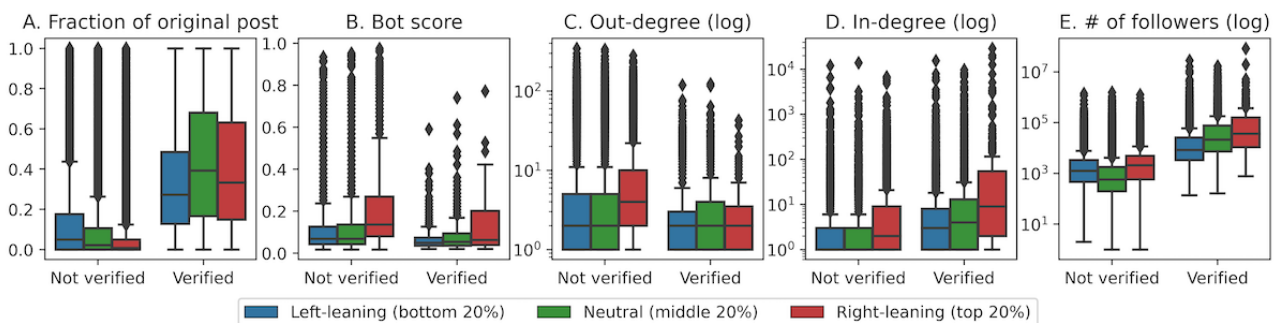 A. Fraction of original post
B. Bot score
C. Out-degree (log)
D. In-degree (log)
E. # of followers (log)
1.0
0.8
0.6
0.4
0.2
0.0
Not verified
Verified
1.0
0.8
0.6
0.4
0.2
0.0
Not verified
Verified
10²
10¹
10⁰
Not verified
Verified
10⁴
10³
10²
10¹
10⁰
Not verified
Verified
10⁷
10⁵
10³
10¹
Not verified
Verified
Left-leaning (bottom 20%)
Neutral (middle 20%)
Right-leaning (top 20%)